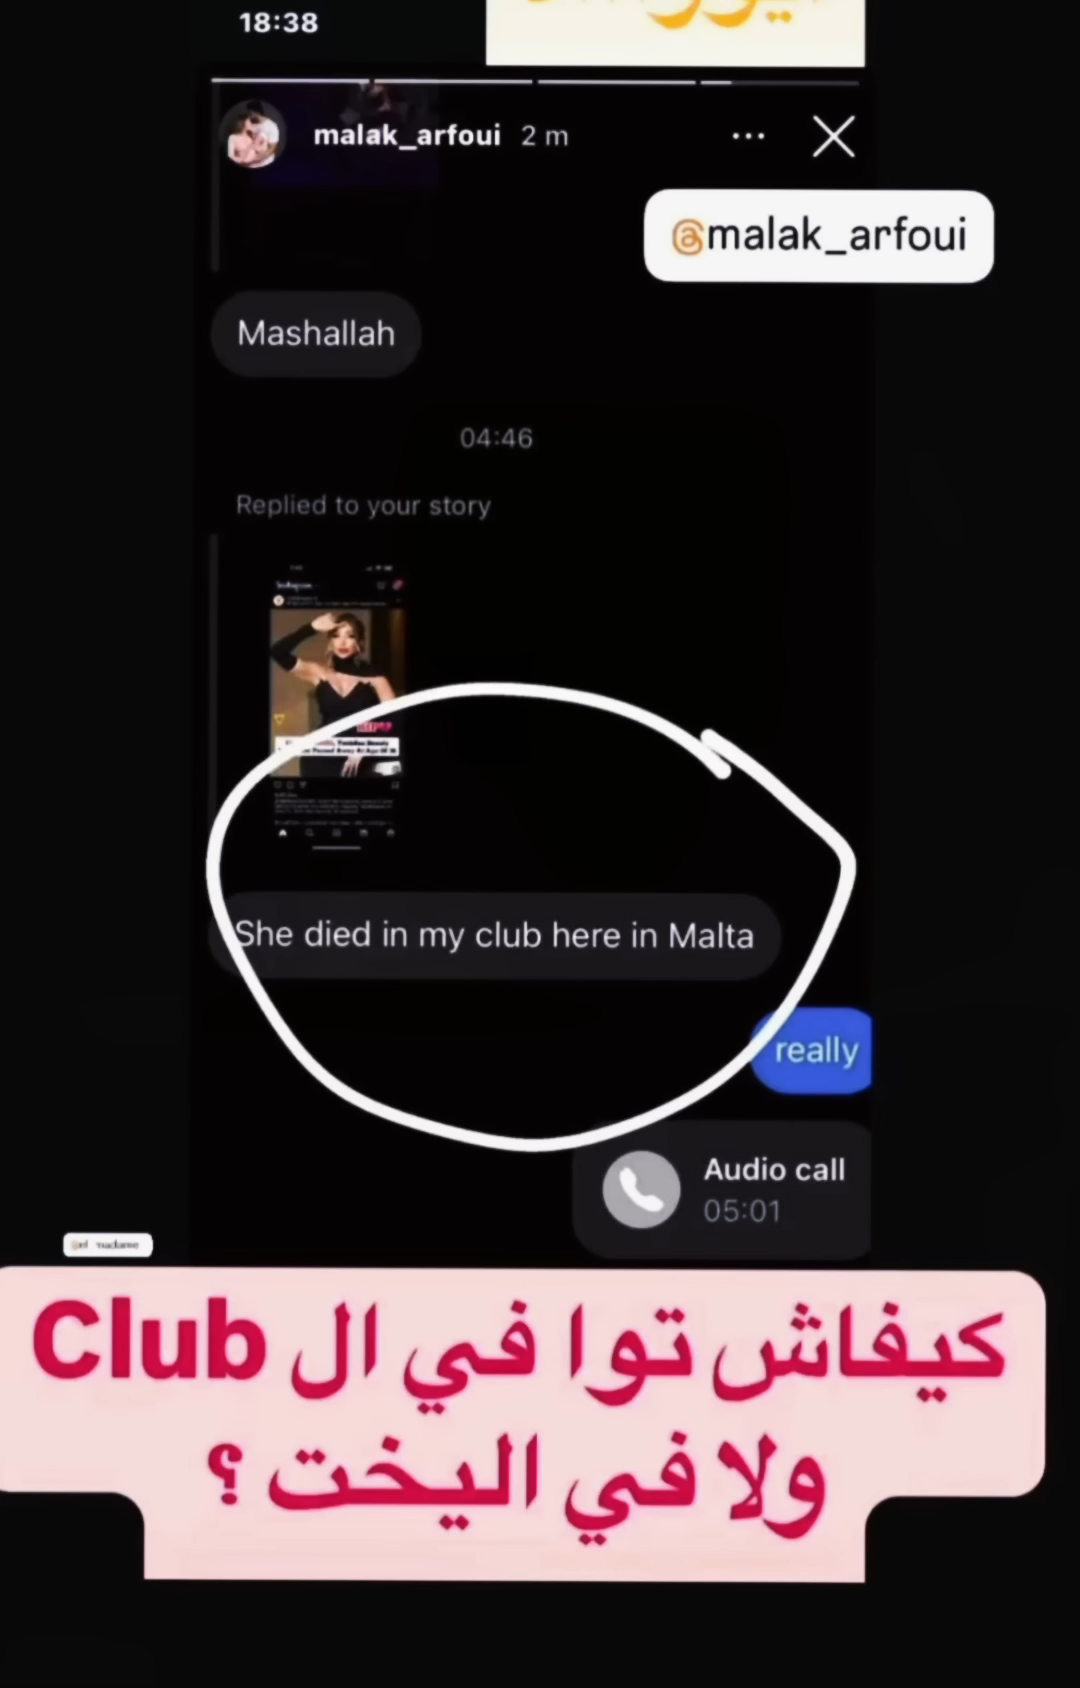 18:38
malak_arfoui 2 m
@malak_arfoui
Mashallah
04:46
Replied to your story
She died in my club here in Malta
really
Audio call
05:01
كيفاش توا في ال Club
ولا في اليخت ؟